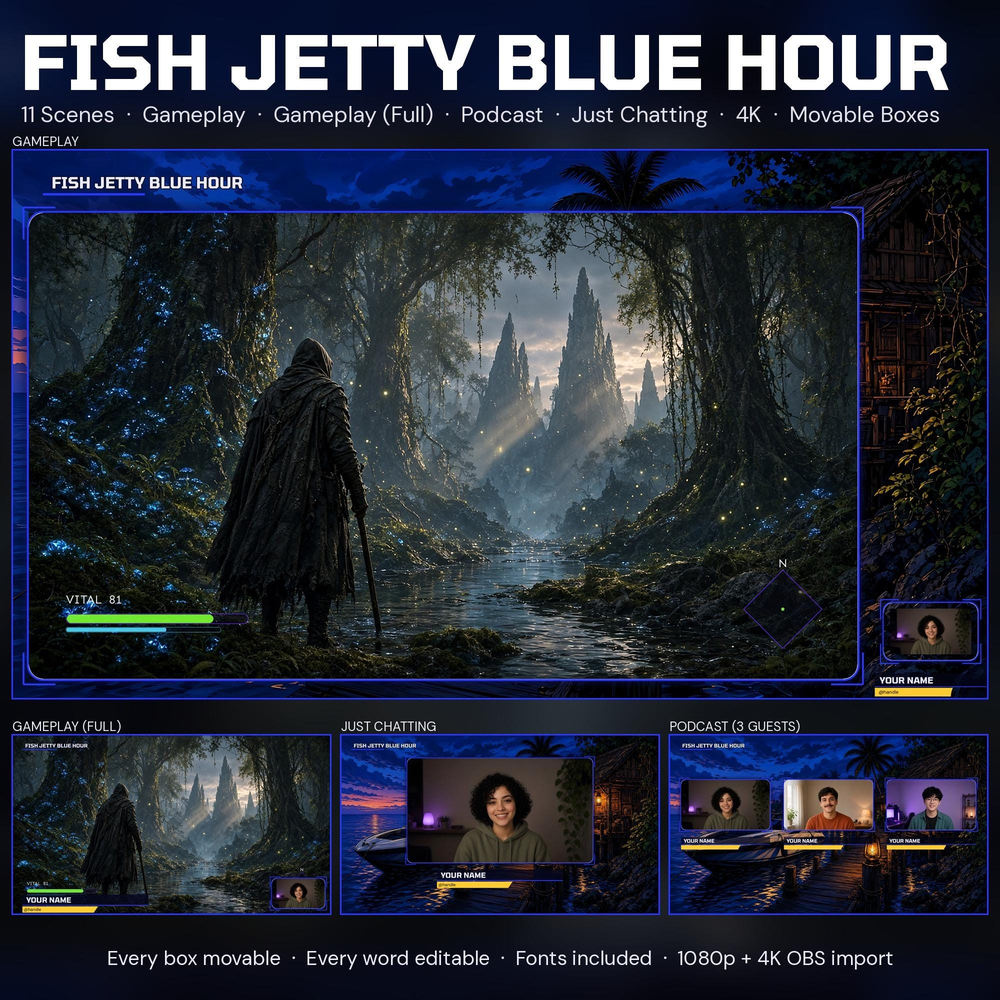 FISH JETTY BLUE HOUR
11 Scenes · Gameplay · Gameplay (Full) · Podcast · Just Chatting · 4K · Movable Boxes
GAMEPLAY
FISH JETTY BLUE HOUR
VITAL 81
N
YOUR NAME
@handle
GAMEPLAY (FULL)
FISH JETTY BLUE HOUR
VITAL 81
N
YOUR NAME
@handle
JUST CHATTING
FISH JETTY BLUE HOUR
YOUR NAME
@handle
PODCAST (3 GUESTS)
FISH JETTY BLUE HOUR
YOUR NAME
YOUR NAME
YOUR NAME
Every box movable · Every word editable · Fonts included · 1080p + 4K OBS import